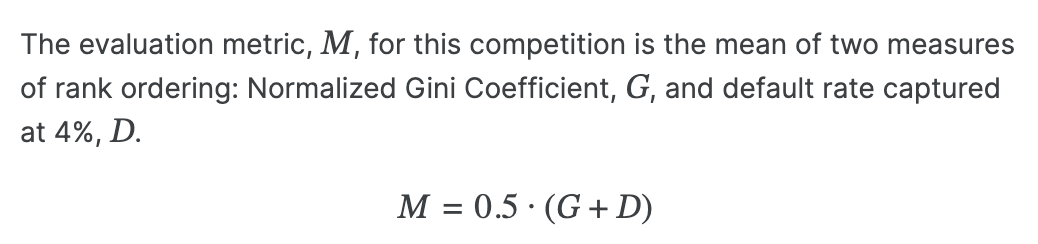 The evaluation metric, M, for this competition is the mean of two measures
of rank ordering: Normalized Gini Coefficient, G, and default rate captured
at 4%, D.
M = 0.5 · (G + D)